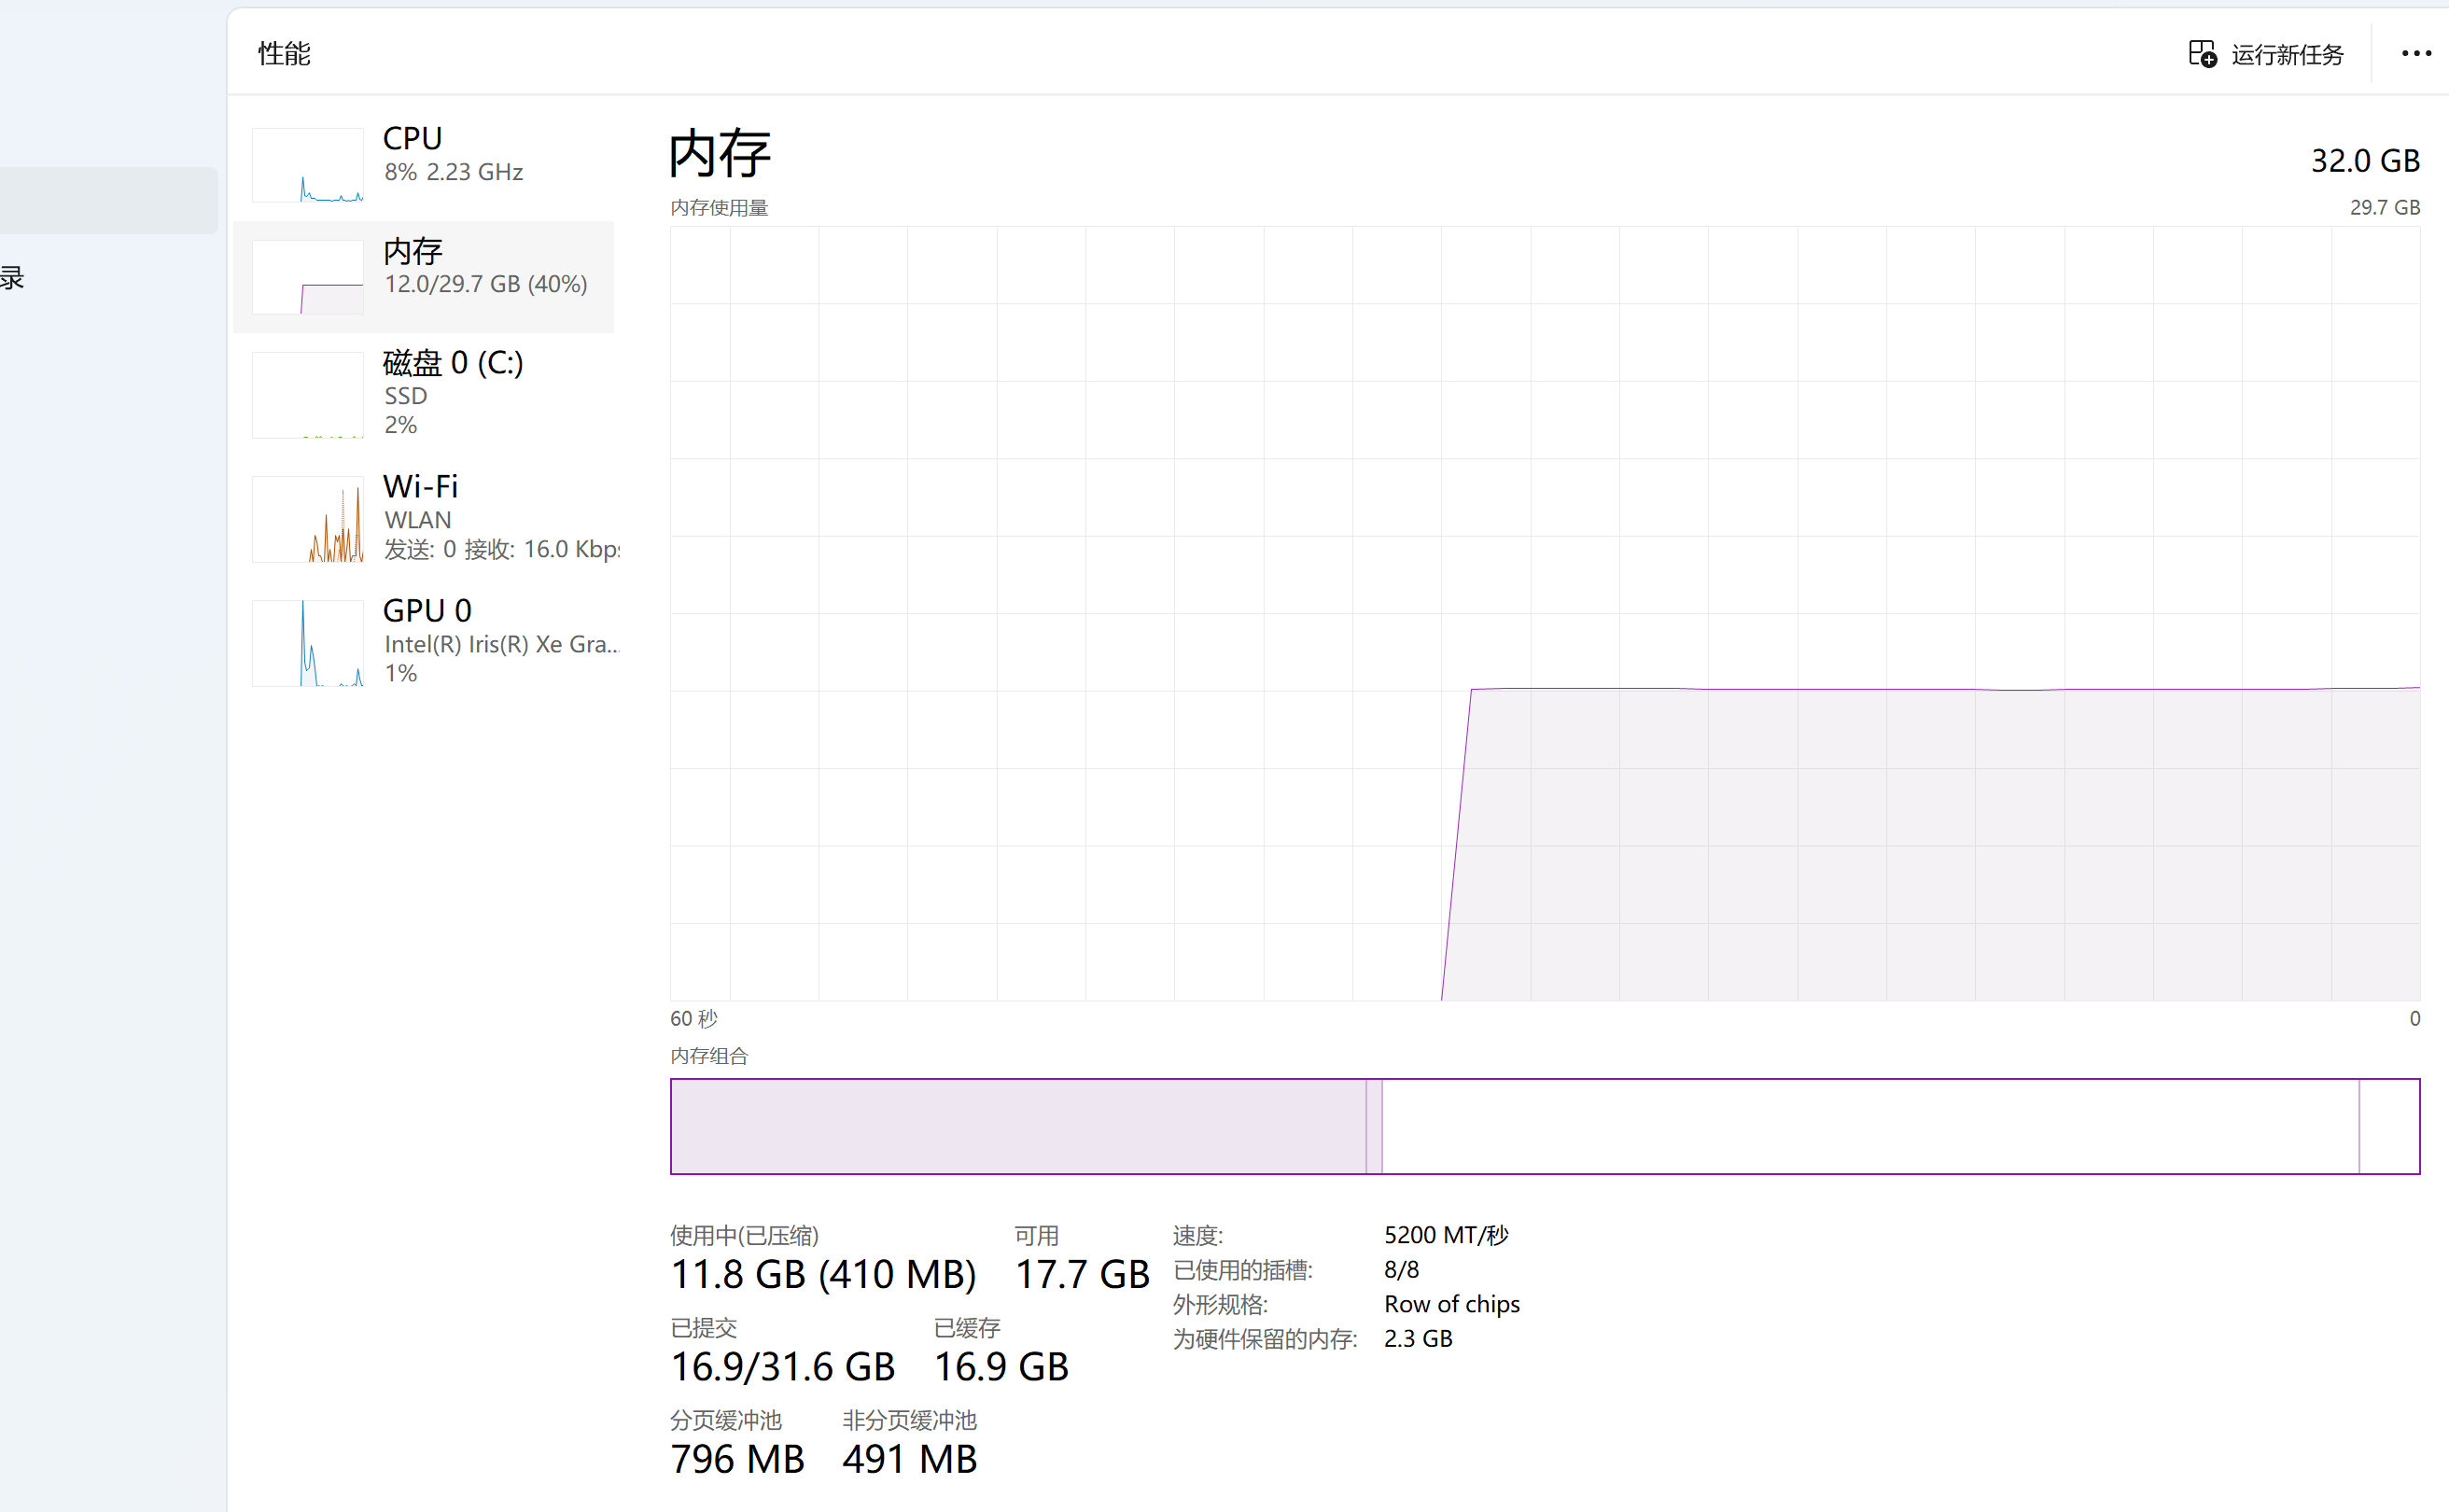 性能
运行新任务
录
CPU
8% 2.23 GHz
内存
12.0/29.7 GB (40%)
磁盘 0 (C:)
SSD
2%
Wi-Fi
WLAN
发送: 0 接收: 16.0 Kbps
GPU 0
Intel(R) Iris(R) Xe Gra...
1%
内存
32.0 GB
内存使用量
29.7 GB
60 秒
0
内存组合
使用中(已压缩)
11.8 GB (410 MB)
可用
17.7 GB
已提交
16.9/31.6 GB
已缓存
16.9 GB
分页缓冲池
796 MB
非分页缓冲池
491 MB
速度: 5200 MT/秒
已使用的插槽: 8/8
外形规格: Row of chips
为硬件保留的内存: 2.3 GB